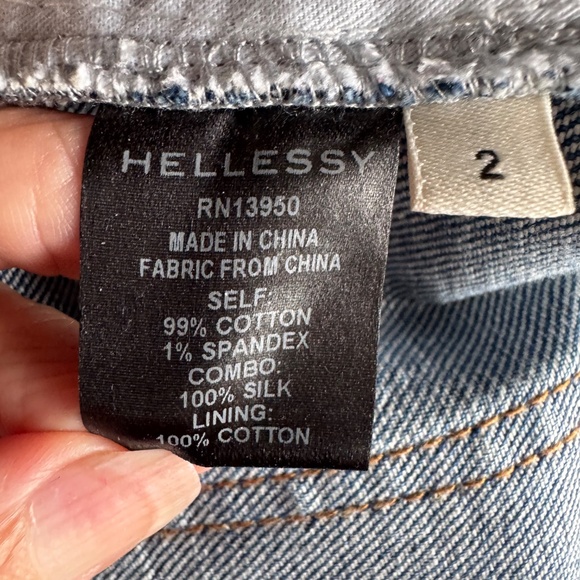 HELLESSY
RN13950
MADE IN CHINA
FABRIC FROM CHINA
SELF:
99% COTTON
1% SPANDEX
COMBO:
100% SILK
LINING:
100% COTTON
2